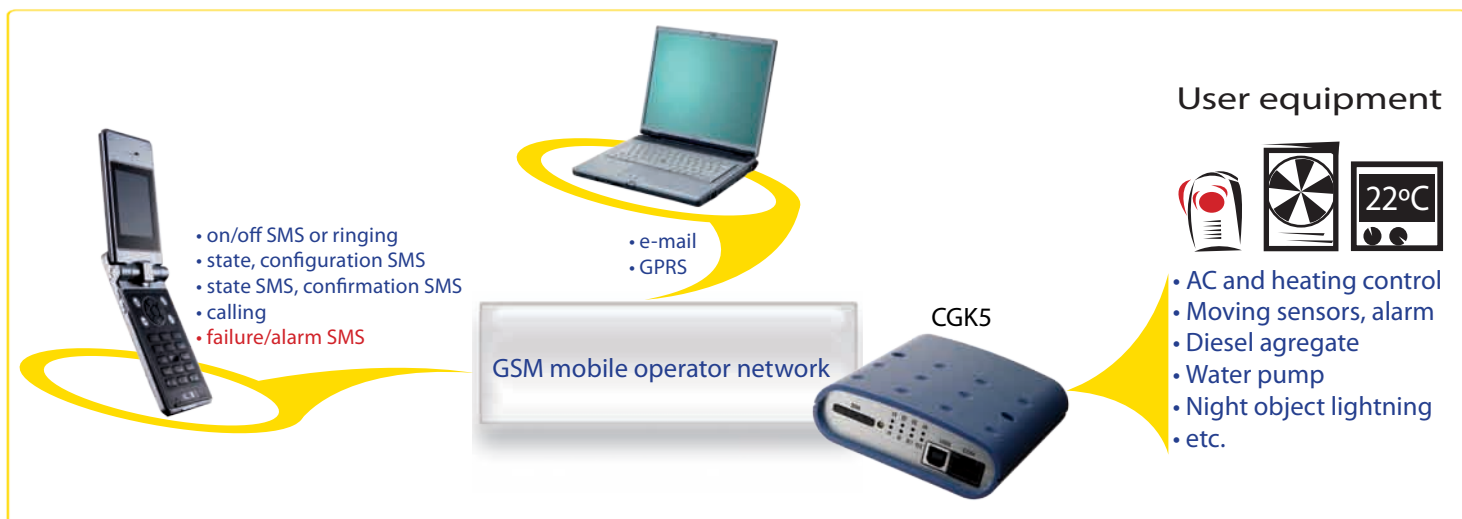 User equipment
22ºC
• on/off SMS or ringing
• state, configuration SMS
• state SMS, confirmation SMS
• calling
• failure/alarm SMS
• e-mail
• GPRS
GSM mobile operator network
CGK5
• AC and heating control
• Moving sensors, alarm
• Diesel agregate
• Water pump
• Night object lightning
• etc.